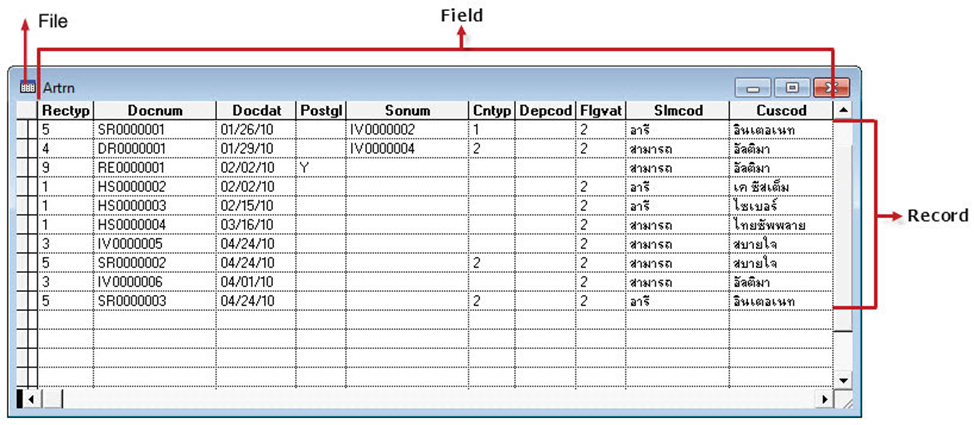 File
Field
Artrn
Rectyp Docnum Docdat Postgl Sonum Cntyp Depcod Flgvat Slmcod Cuscod
5 SR0000001 01/26/10 IV0000002 1 2 อารี อินเตอเนท
4 DR0000001 01/29/10 IV0000004 2 2 สามารถ อัลติมา
9 RE0000001 02/02/10 Y สามารถ อัลติมา
1 HS0000002 02/02/10 2 อารี เค ซีสเต็ม
1 HS0000003 02/15/10 2 อารี ไซเบอร์
1 HS0000004 03/16/10 2 สามารถ ไทยซัพพลาย
3 IV0000005 04/24/10 2 สามารถ สบายใจ
5 SR0000002 04/24/10 2 2 สามารถ สบายใจ
3 IV0000006 04/01/10 2 สามารถ อัลติมา
5 SR0000003 04/24/10 2 2 อารี อินเตอเนท
Record